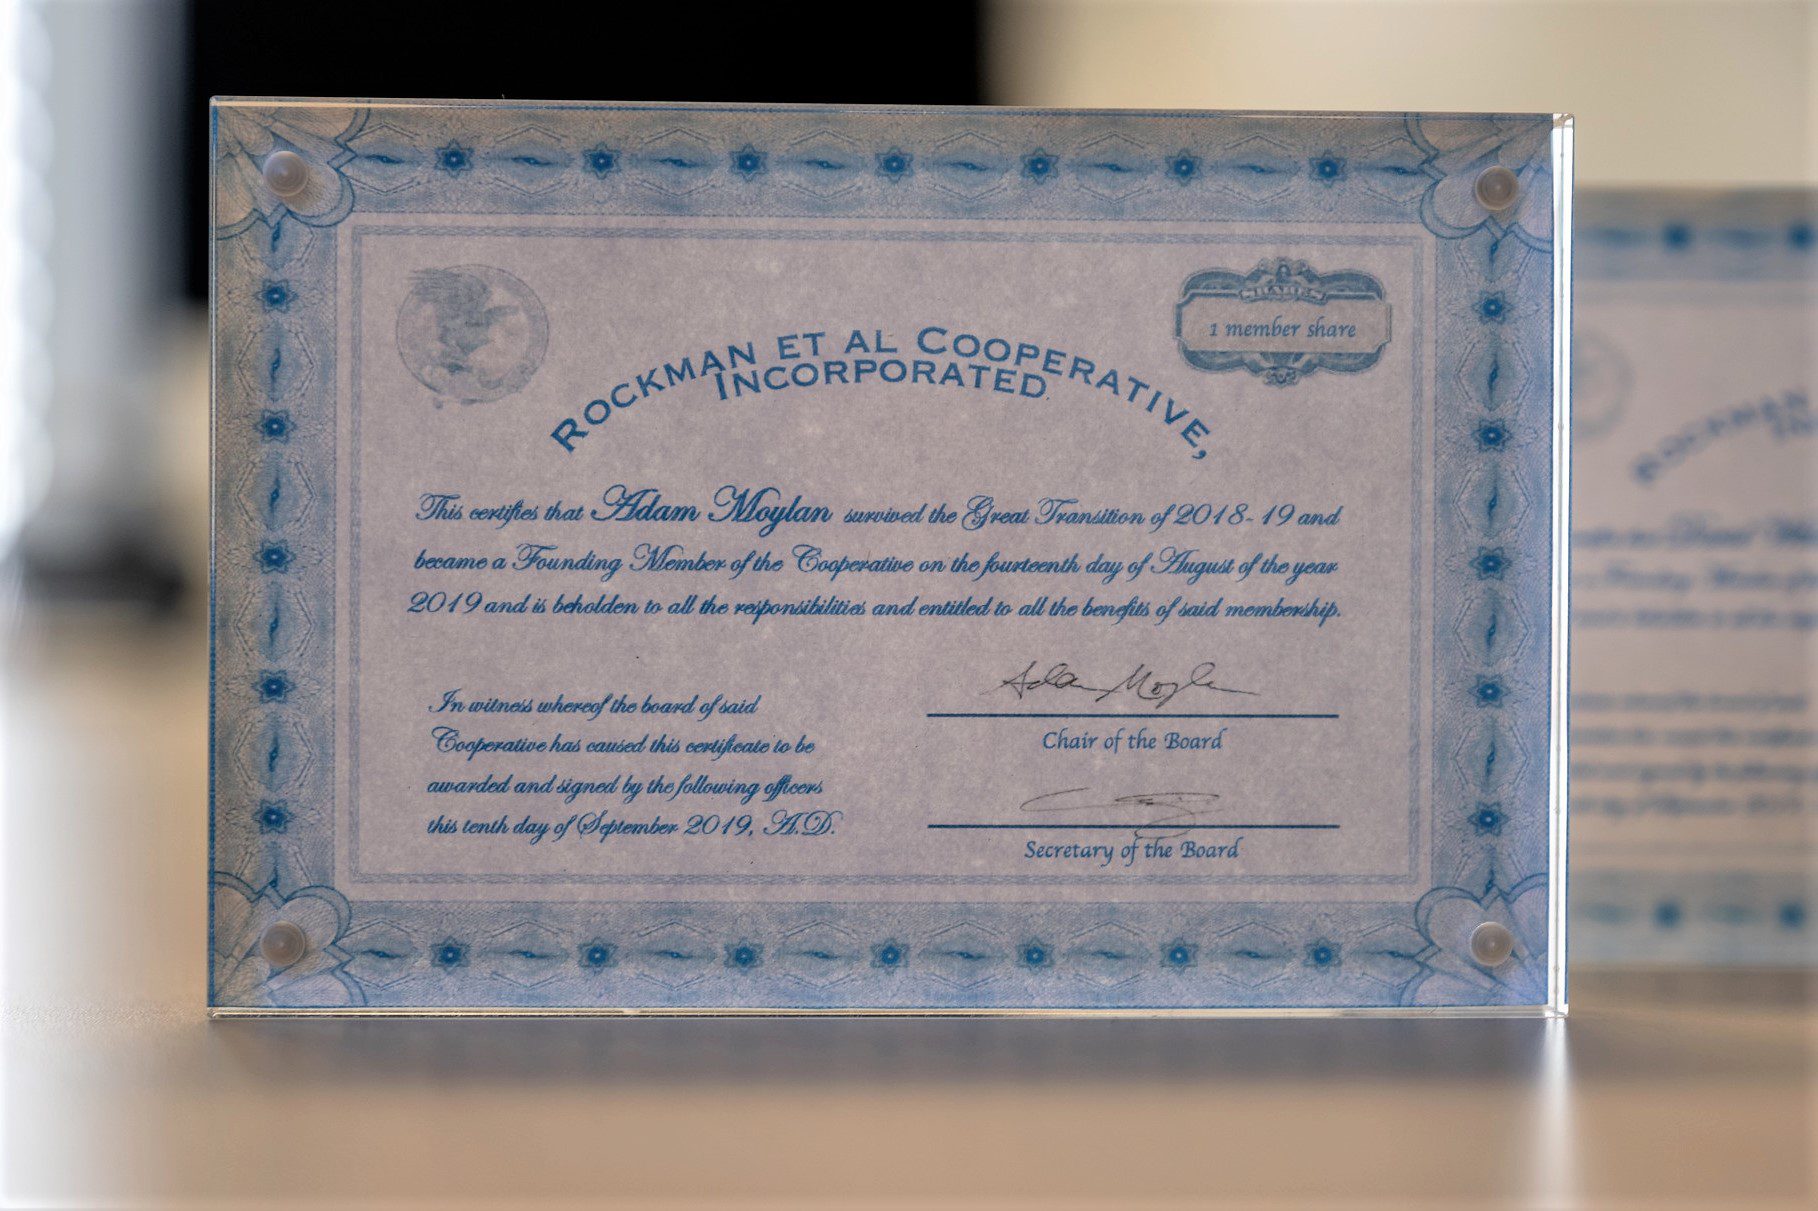 SHARES
1 member share
ROCKMAN ET AL COOPERATIVE,
INCORPORATED
This certifies that Adam Moylan survived the Great Transition of 2018-19 and
became a Founding Member of the Cooperative on the fourteenth day of August of the year
2019 and is beholden to all the responsibilities and entitled to all the benefits of said membership.
In witness whereof the board of said
Cooperative has caused this certificate to be
awarded and signed by the following officers
this tenth day of September 2019, A.D.
Adam Moylan
Chair of the Board
Secretary of the Board
ROCKMAN